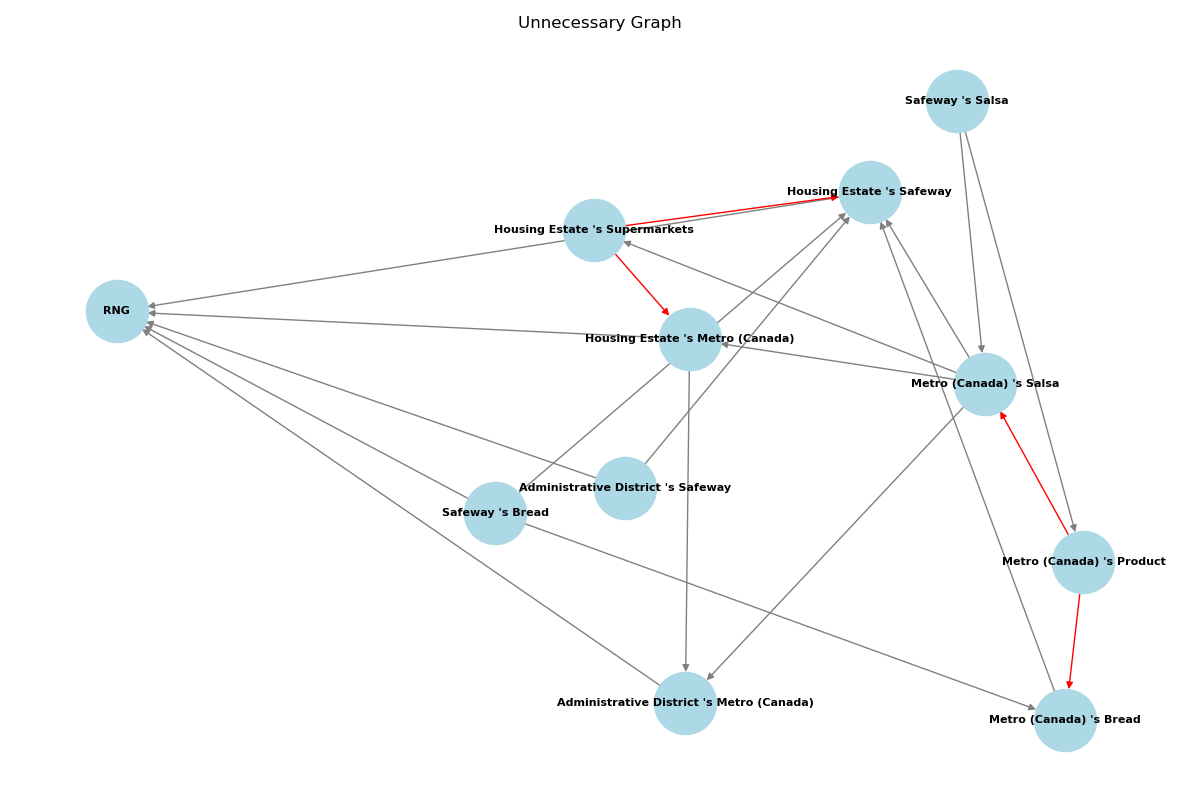 Unnecessary Graph
Safeway 's Salsa
Housing Estate 's Safeway
Housing Estate 's Supermarkets
RNG
Housing Estate 's Metro (Canada)
Metro (Canada) 's Salsa
Administrative District 's Safeway
Safeway 's Bread
Metro (Canada) 's Product
Administrative District 's Metro (Canada)
Metro (Canada) 's Bread